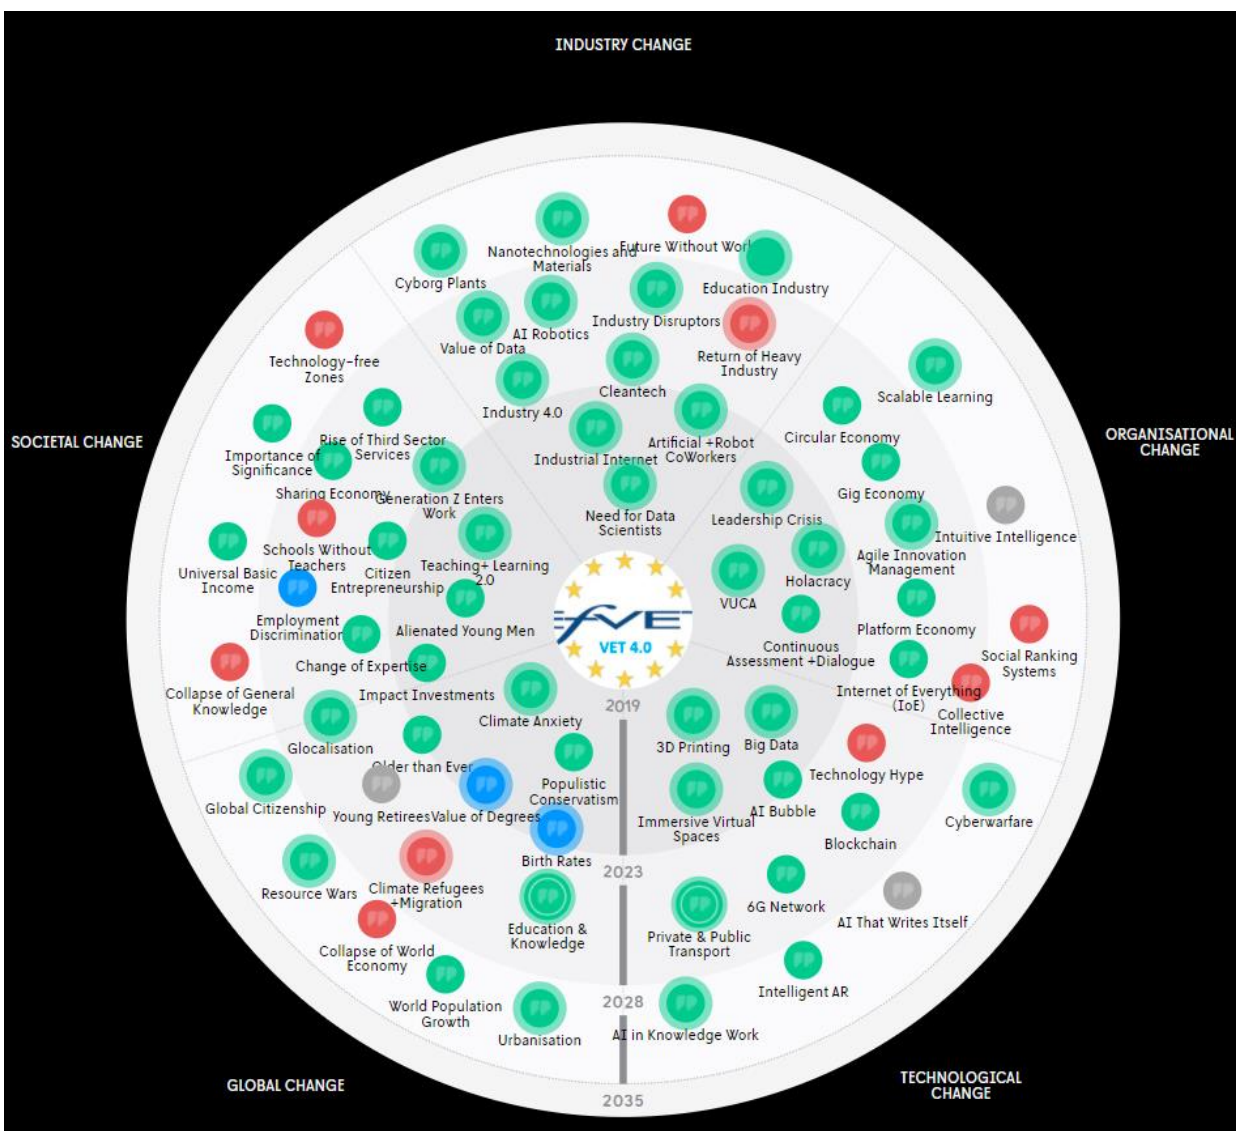 INDUSTRY CHANGE
Nanotechnologies and
Materials
Future Without Work
Cyborg Plants
Education Industry
Industry Disruptors
AI Robotics
Value of Data
Return of Heavy
Industry
Technology-free
Zones
Cleantech
Scalable Learning
Industry 4.0
SOCIETAL CHANGE
ORGANISATIONAL
CHANGE
Rise of Third Sector
Services
Circular Economy
Artificial +Robot
CoWorkers
Importance of
Significance
Industrial Internet
Sharing Economy
Generation Z Enters
Work
Gig Economy
Need for Data
Scientists
Leadership Crisis
Intuitive Intelligence
Schools Without
Teachers
Agile Innovation
Management
Teaching+ Learning
2.0
Universal Basic
Income
Citizen
Entrepreneurship
Holacracy
VUCA
Employment
Discrimination
Alienated Young Men
VET 4.0
Platform Economy
Continuous
Assessment +Dialogue
Social Ranking
Systems
Change of Expertise
Collapse of General
Knowledge
Impact Investments
Internet of Everything
(IoE)
2019
Collective
Intelligence
Climate Anxiety
Glocalisation
3D Printing
Big Data
Older than Ever
Technology Hype
Populistic
Conservatism
Global Citizenship
Young Retirees
Value of Degrees
Immersive Virtual
Spaces
AI Bubble
Cyberwarfare
Blockchain
Birth Rates
2023
Resource Wars
Climate Refugees
+Migration
6G Network
AI That Writes Itself
Education &
Knowledge
Private & Public
Transport
Collapse of World
Economy
Intelligent AR
World Population
Growth
2028
Urbanisation
AI in Knowledge Work
GLOBAL CHANGE
TECHNOLOGICAL
CHANGE
2035